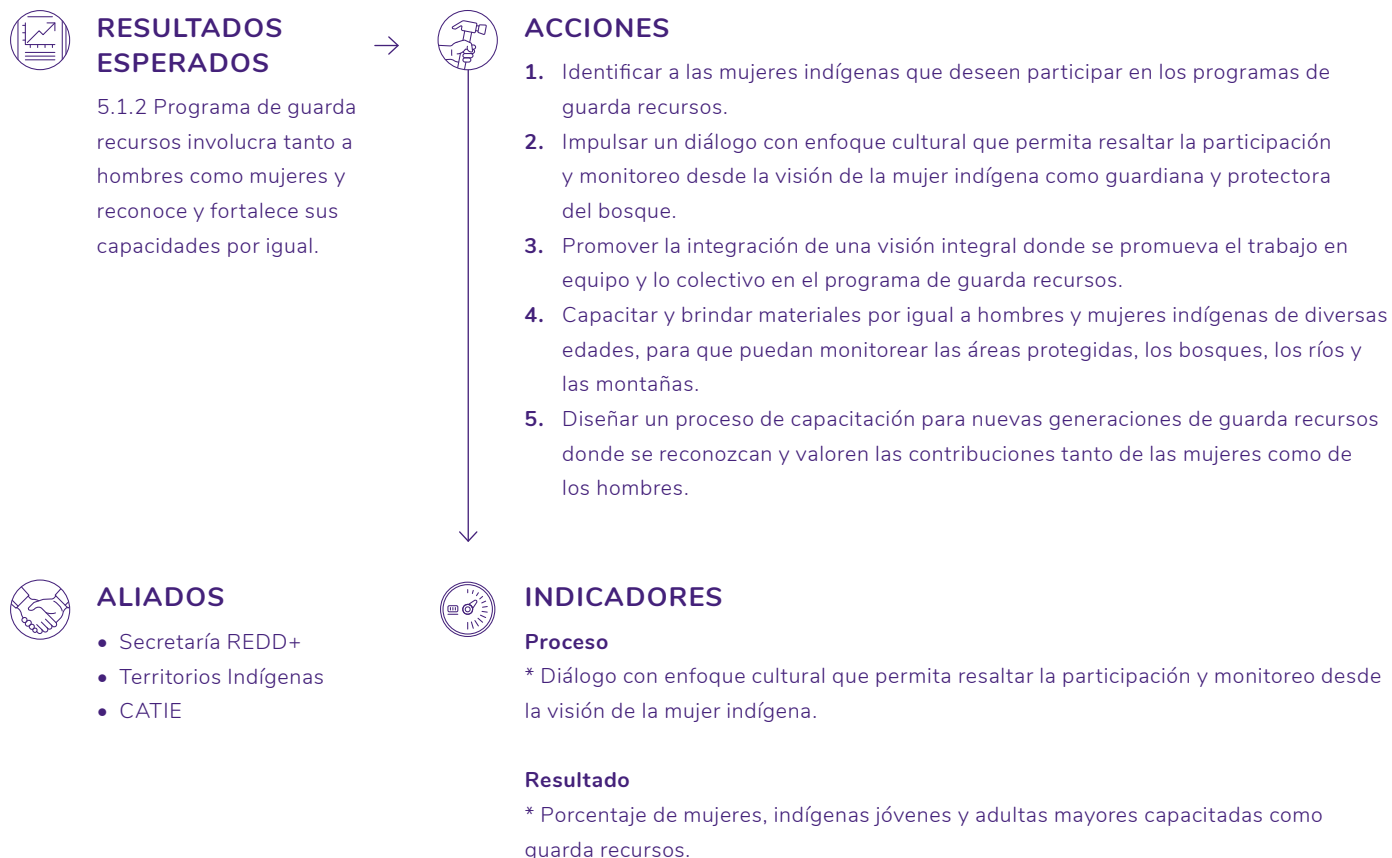 RESULTADOS
ESPERADOS
5.1.2 Programa de guarda
recursos involucra tanto a
hombres como mujeres y
reconoce y fortalece sus
capacidades por igual.
ACCIONES
1. Identificar a las mujeres indígenas que deseen participar en los programas de
guarda recursos.
2. Impulsar un diálogo con enfoque cultural que permita resaltar la participación
y monitoreo desde la visión de la mujer indígena como guardiana y protectora
del bosque.
3. Promover la integración de una visión integral donde se promueva el trabajo en
equipo y lo colectivo en el programa de guarda recursos.
4. Capacitar y brindar materiales por igual a hombres y mujeres indígenas de diversas
edades, para que puedan monitorear las áreas protegidas, los bosques, los ríos y
las montañas.
5. Diseñar un proceso de capacitación para nuevas generaciones de guarda recursos
donde se reconozcan y valoren las contribuciones tanto de las mujeres como de
los hombres.
ALIADOS
• Secretaría REDD+
• Territorios Indígenas
• CATIE
INDICADORES
Proceso
* Diálogo con enfoque cultural que permita resaltar la participación y monitoreo desde
la visión de la mujer indígena.
Resultado
* Porcentaje de mujeres, indígenas jóvenes y adultas mayores capacitadas como
guarda recursos.